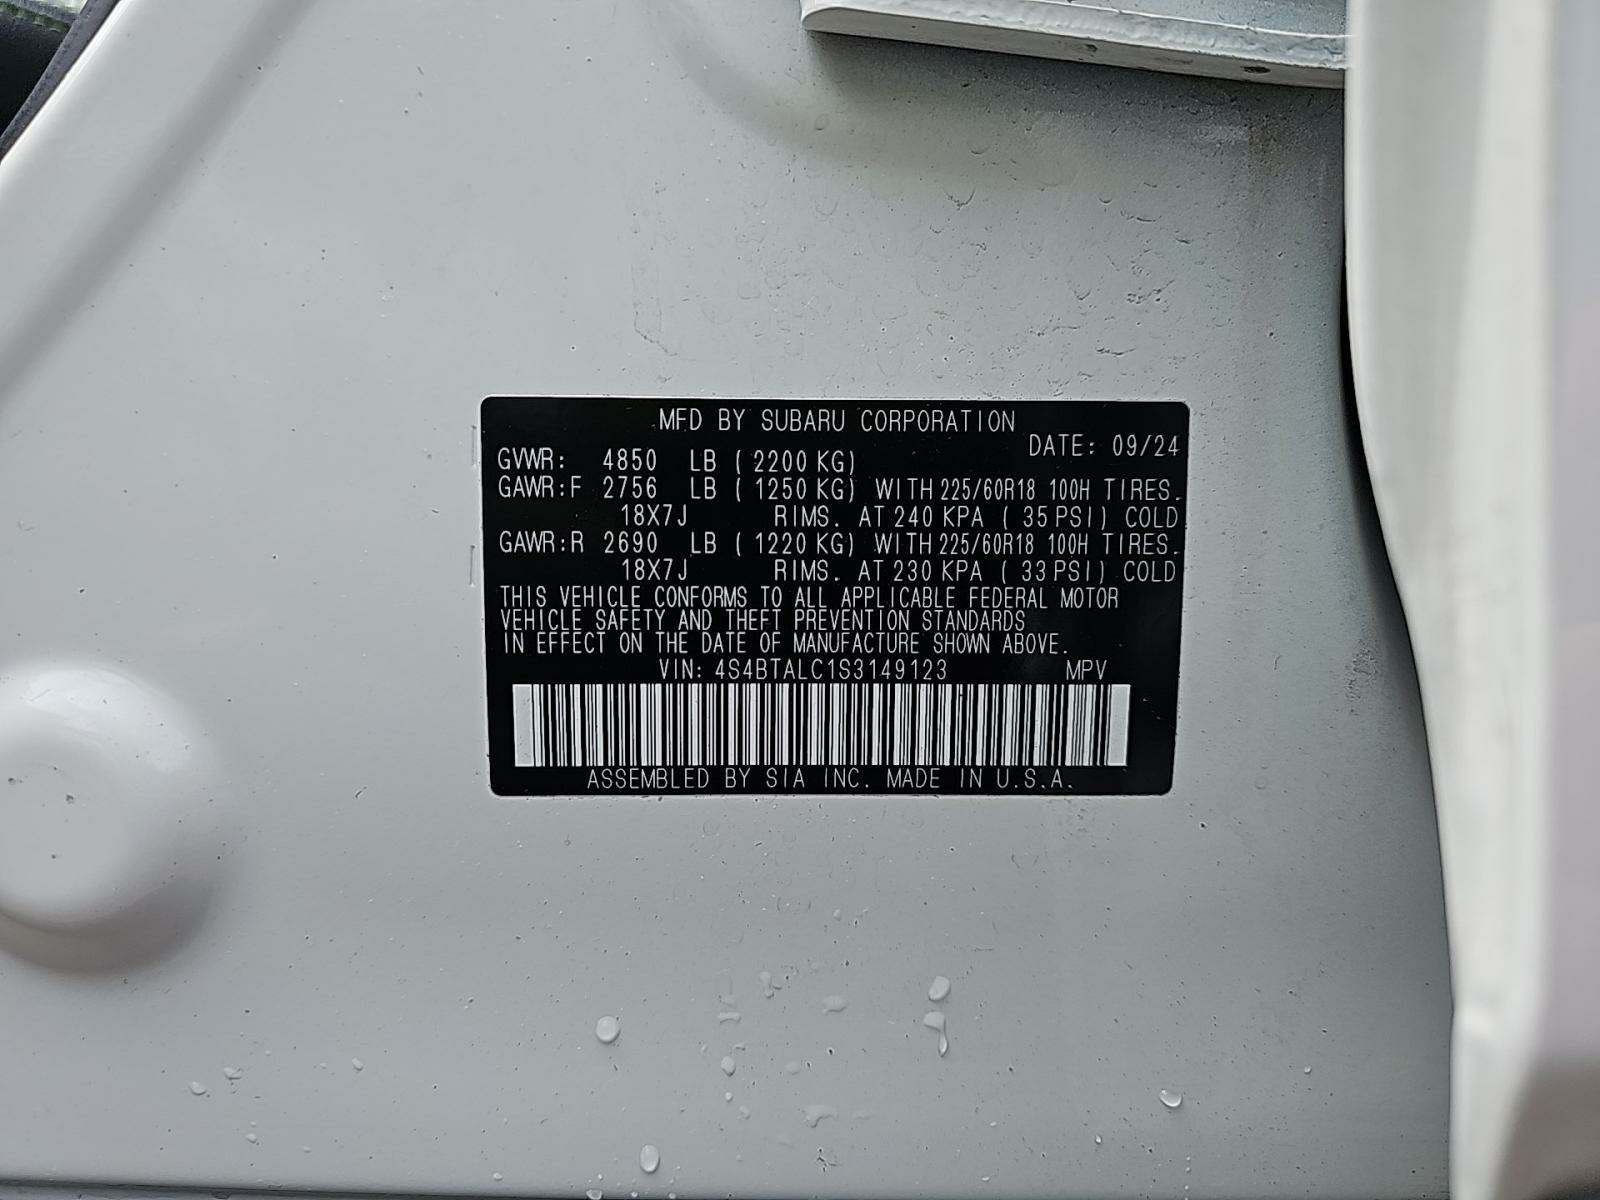 MFD BY SUBARU CORPORATION
DATE: 09/24
GVWR: 4850 LB (2200 KG)
GAWR:F 2756 LB (1250 KG) WITH 225/60R18 100H TIRES.
18X7J RIMS. AT 240 KPA (35 PSI) COLD
GAWR:R 2690 LB (1220 KG) WITH 225/60R18 100H TIRES.
18X7J RIMS. AT 230 KPA (33 PSI) COLD
THIS VEHICLE CONFORMS TO ALL APPLICABLE FEDERAL MOTOR
VEHICLE SAFETY AND THEFT PREVENTION STANDARDS
IN EFFECT ON THE DATE OF MANUFACTURE SHOWN ABOVE.
VIN: 4S4BTALC1S3149123 MPV
ASSEMBLED BY SIA INC. MADE IN U.S.A.